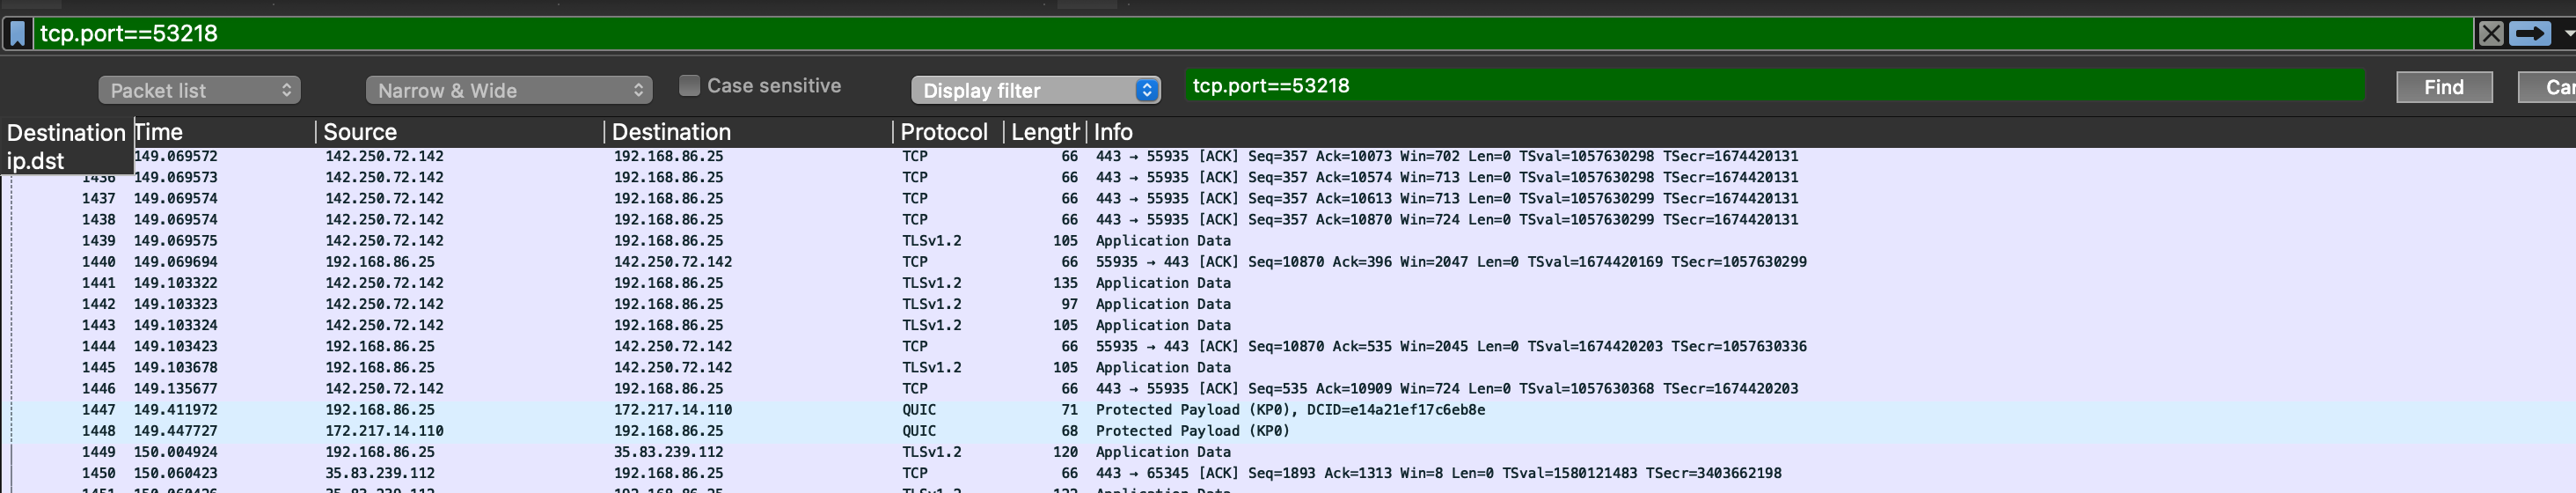 tcp.port==53218
Packet list Narrow & Wide Case sensitive Display filter tcp.port==53218 Find
Destination Time Source Destination Protocol Length Info
ip.dst 149.069572 142.250.72.142 192.168.86.25 TCP 66 443 → 55935 [ACK] Seq=357 Ack=10073 Win=702 Len=0 TSval=1057630298 TSecr=1674420131
1436 149.069573 142.250.72.142 192.168.86.25 TCP 66 443 → 55935 [ACK] Seq=357 Ack=10574 Win=713 Len=0 TSval=1057630298 TSecr=1674420131
1437 149.069574 142.250.72.142 192.168.86.25 TCP 66 443 → 55935 [ACK] Seq=357 Ack=10613 Win=713 Len=0 TSval=1057630299 TSecr=1674420131
1438 149.069574 142.250.72.142 192.168.86.25 TCP 66 443 → 55935 [ACK] Seq=357 Ack=10870 Win=724 Len=0 TSval=1057630299 TSecr=1674420131
1439 149.069575 142.250.72.142 192.168.86.25 TLSv1.2 105 Application Data
1440 149.069694 192.168.86.25 142.250.72.142 TCP 66 55935 → 443 [ACK] Seq=10870 Ack=396 Win=2047 Len=0 TSval=1674420169 TSecr=1057630299
1441 149.103322 142.250.72.142 192.168.86.25 TLSv1.2 135 Application Data
1442 149.103323 142.250.72.142 192.168.86.25 TLSv1.2 97 Application Data
1443 149.103324 142.250.72.142 192.168.86.25 TLSv1.2 105 Application Data
1444 149.103423 192.168.86.25 142.250.72.142 TCP 66 55935 → 443 [ACK] Seq=10870 Ack=535 Win=2045 Len=0 TSval=1674420203 TSecr=1057630336
1445 149.103678 192.168.86.25 142.250.72.142 TLSv1.2 105 Application Data
1446 149.135677 142.250.72.142 192.168.86.25 TCP 66 443 → 55935 [ACK] Seq=535 Ack=10909 Win=724 Len=0 TSval=1057630368 TSecr=1674420203
1447 149.411972 192.168.86.25 172.217.14.110 QUIC 71 Protected Payload (KP0), DCID=e14a21ef17c6eb8e
1448 149.447727 172.217.14.110 192.168.86.25 QUIC 68 Protected Payload (KP0)
1449 150.004924 192.168.86.25 35.83.239.112 TLSv1.2 120 Application Data
1450 150.060423 35.83.239.112 192.168.86.25 TCP 66 443 → 65345 [ACK] Seq=1893 Ack=1313 Win=8 Len=0 TSval=1580121483 TSecr=3403662198